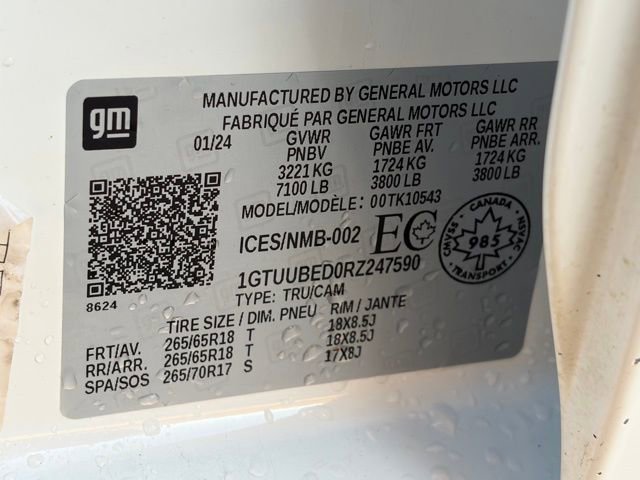 gm
MANUFACTURED BY GENERAL MOTORS LLC
FABRIQUÉ PAR GENERAL MOTORS LLC
01/24 GVWR GAWR FRT GAWR RR
PNBV PNBE AV. PNBE ARR.
3221 KG 1724 KG 1724 KG
7100 LB 3800 LB 3800 LB
MODEL/MODÈLE: 00TK10543
ICES/NMB-002 EC
CANADA
CMVSS 985 NSVAC
TRANSPORT
1GTUUBED0RZ247590
8624
TYPE: TRU/CAM
TIRE SIZE / DIM. PNEU RIM / JANTE
FRT/AV. 265/65R18 T 18X8.5J
RR/ARR. 265/65R18 T 18X8.5J
SPA/SOS 265/70R17 S 17X8J